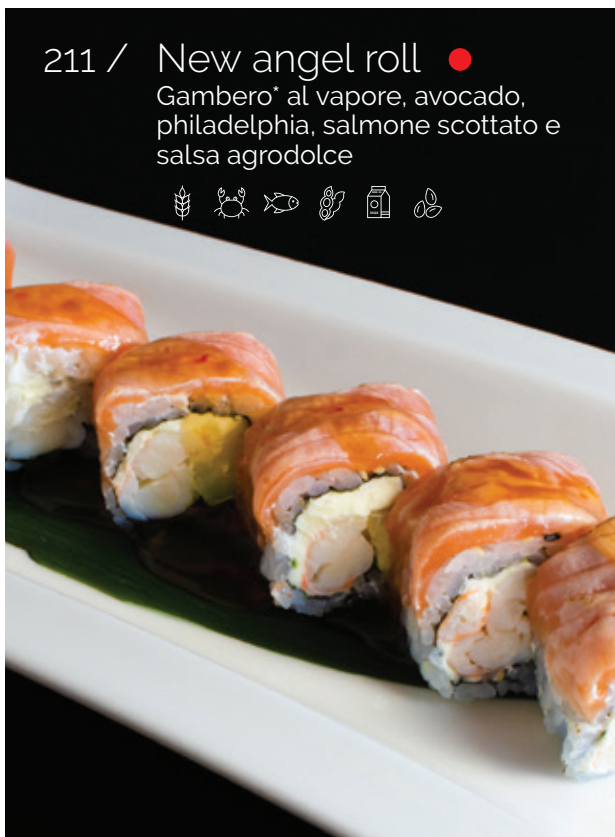 211 / New angel roll
Gambero* al vapore, avocado,
philadelphia, salmone scottato e
salsa agrodolce